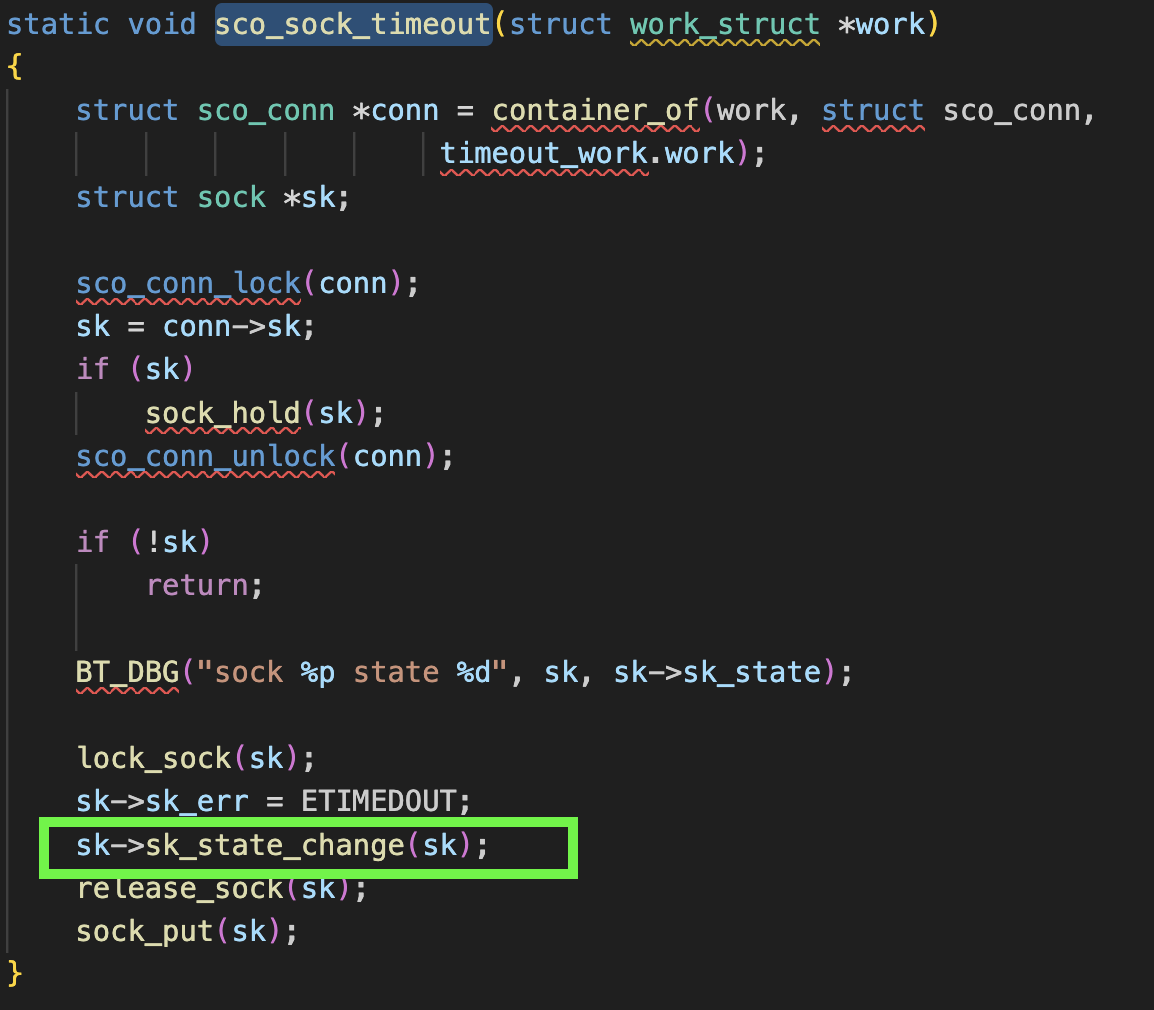 static void sco_sock_timeout(struct work_struct *work)
{
struct sco_conn *conn = container_of(work, struct sco_conn,
timeout_work.work);
struct sock *sk;
sco_conn_lock(conn);
sk = conn->sk;
if (sk)
sock_hold(sk);
sco_conn_unlock(conn);
if (!sk)
return;
BT_DBG("sock %p state %d", sk, sk->sk_state);
lock_sock(sk);
sk->sk_err = ETIMEDOUT;
sk->sk_state_change(sk);
release_sock(sk);
sock_put(sk);
}